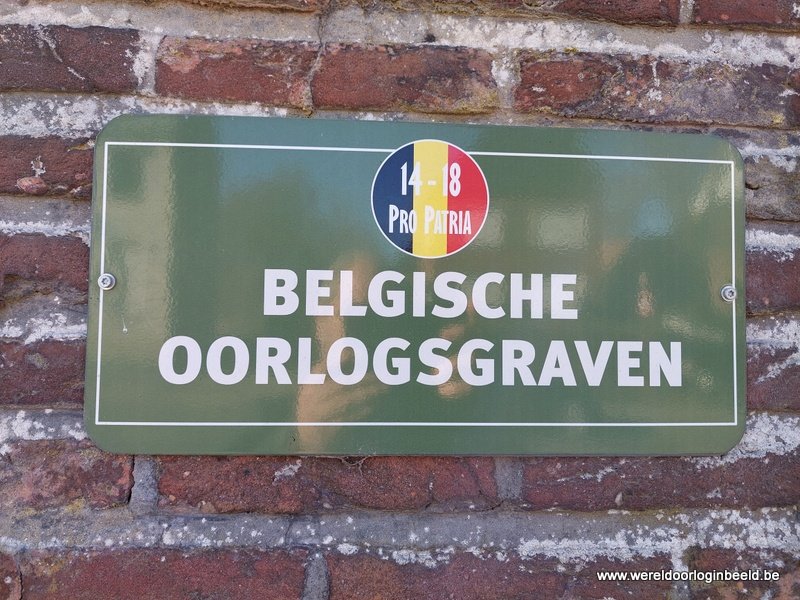 14-18
PRO PATRIA
BELGISCHE
OORLOGSGRAVEN
www.wereldoorloginbeeld.be